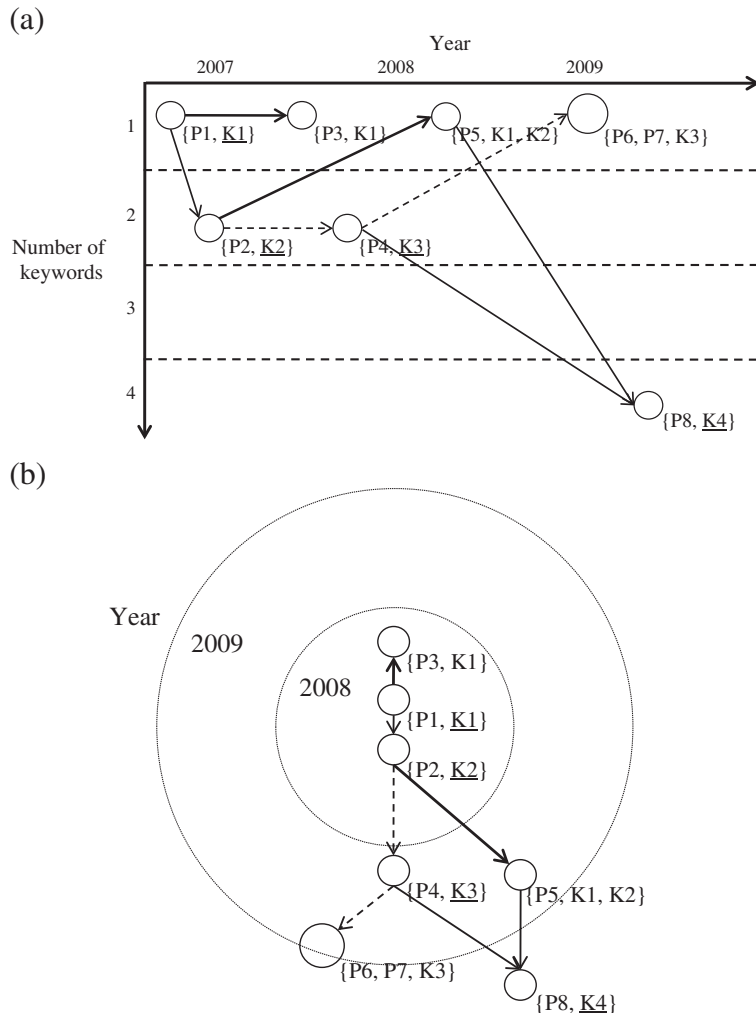 (a)
Year
2007 2008 2009
1
{P1, K1} {P3, K1} {P5, K1, K2} {P6, P7, K3}
2
{P2, K2} {P4, K3}
Number of
keywords
3
4
{P8, K4}
(b)
Year
2009
2008
{P3, K1}
{P1, K1}
{P2, K2}
{P4, K3} {P5, K1, K2}
{P6, P7, K3}
{P8, K4}